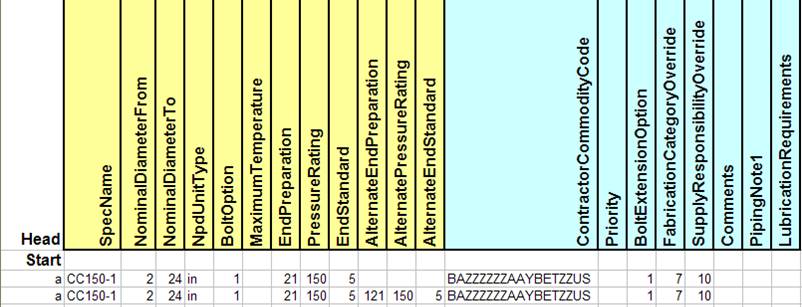 Head SpecName NominalDiameterFrom NominalDiameterTo NpdUnitType BoltOption MaximumTemperature EndPreparation PressureRating EndStandard AlternateEndPreparation AlternatePressureRating AlternateEndStandard ContractorCommodityCode Priority BoltExtensionOption FabricationCategoryOverride SupplyResponsibilityOverride Comments PipingNote1 LubricationRequirements
Start
a CC150-1 2 24 in 1 21 150 5 BAZZZZZZAAYBETZZUS 1 7 10
a CC150-1 2 24 in 1 21 150 5 121 150 5 BAZZZZZZAAYBETZZUS 1 7 10